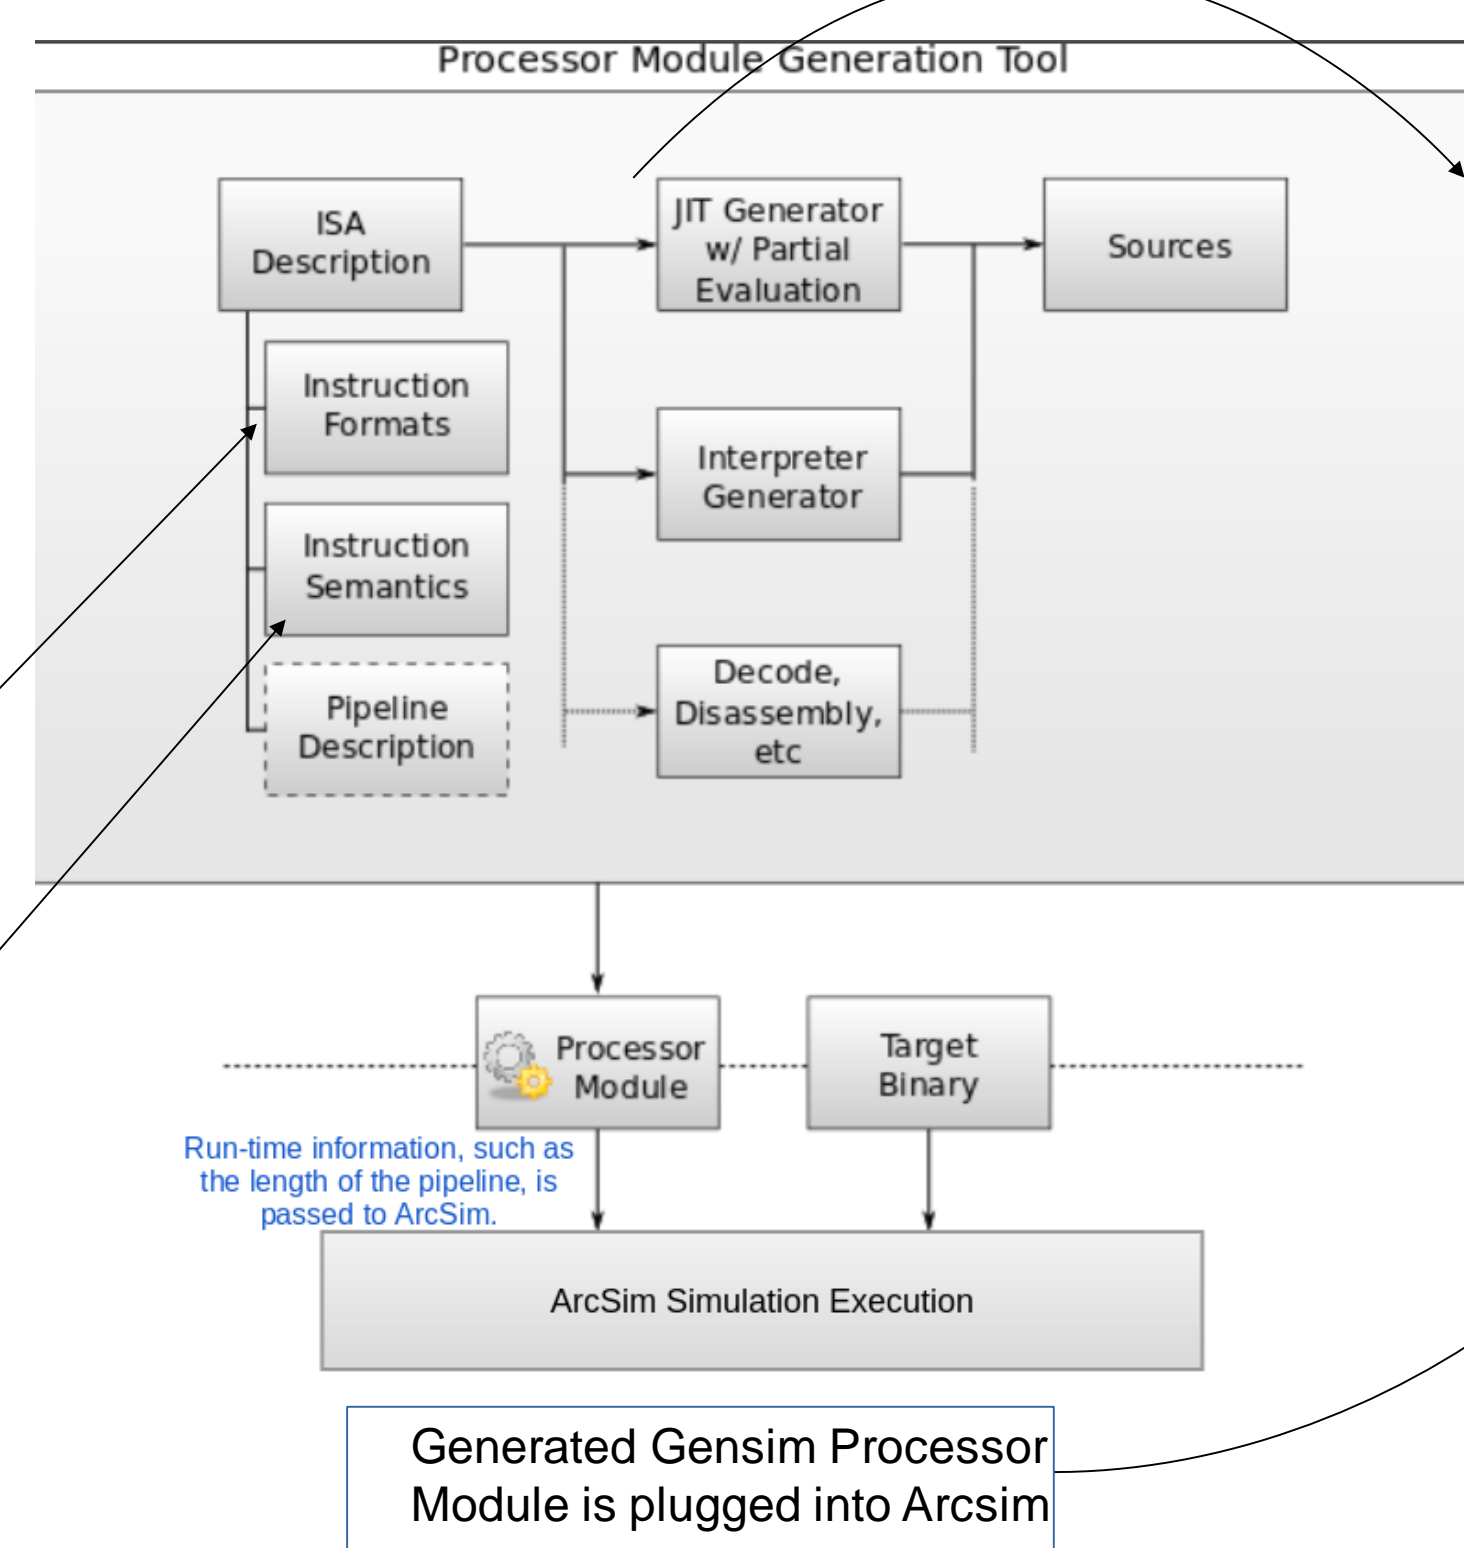 Processor Module Generation Tool
ISA
Description
JIT Generator
w/ Partial
Evaluation
Sources
Instruction
Formats
Interpreter
Generator
Instruction
Semantics
Decode,
Disassembly,
etc
Pipeline
Description
Processor
Module
Target
Binary
Run-time information, such as
the length of the pipeline, is
passed to ArcSim.
ArcSim Simulation Execution
Generated Gensim Processor
Module is plugged into Arcsim